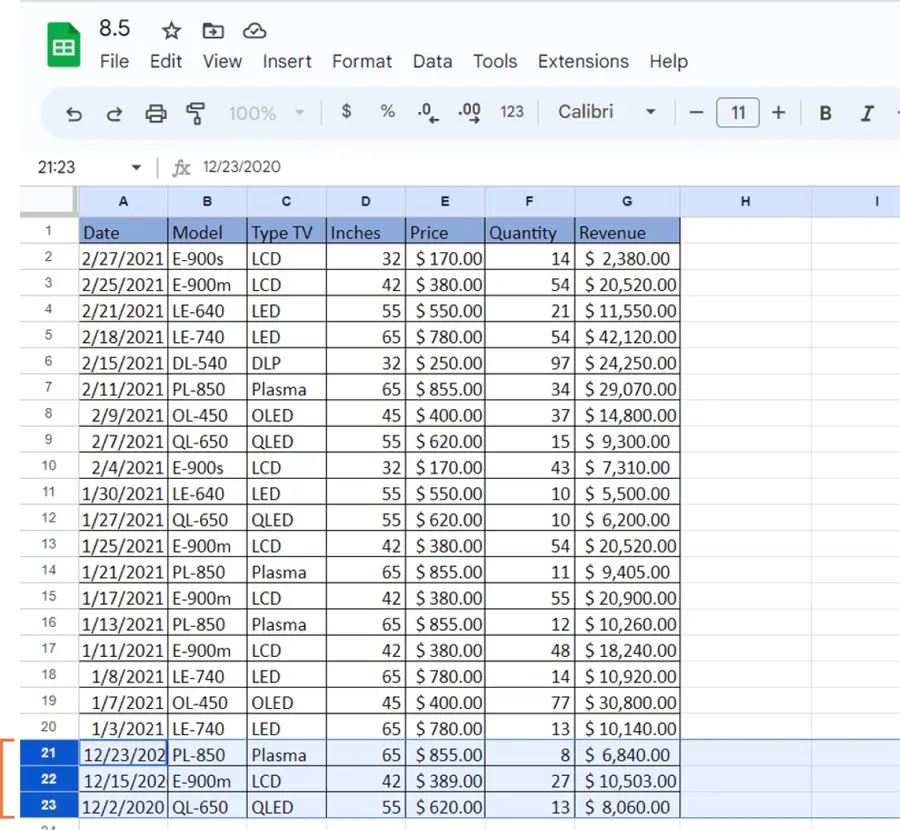 8.5
File Edit View Insert Format Data Tools Extensions Help
100% $ % .0 .00 123 Calibri 11 B I
21:23 fx 12/23/2020
A B C D E F G H I
1 Date Model Type TV Inches Price Quantity Revenue
2 2/27/2021 E-900s LCD 32 $ 170.00 14 $ 2,380.00
3 2/25/2021 E-900m LCD 42 $ 380.00 54 $ 20,520.00
4 2/21/2021 LE-640 LED 55 $ 550.00 21 $ 11,550.00
5 2/18/2021 LE-740 LED 65 $ 780.00 54 $ 42,120.00
6 2/15/2021 DL-540 DLP 32 $ 250.00 97 $ 24,250.00
7 2/11/2021 PL-850 Plasma 65 $ 855.00 34 $ 29,070.00
8 2/9/2021 OL-450 OLED 45 $ 400.00 37 $ 14,800.00
9 2/7/2021 QL-650 QLED 55 $ 620.00 15 $ 9,300.00
10 2/4/2021 E-900s LCD 32 $ 170.00 43 $ 7,310.00
11 1/30/2021 LE-640 LED 55 $ 550.00 10 $ 5,500.00
12 1/27/2021 QL-650 QLED 55 $ 620.00 10 $ 6,200.00
13 1/25/2021 E-900m LCD 42 $ 380.00 54 $ 20,520.00
14 1/21/2021 PL-850 Plasma 65 $ 855.00 11 $ 9,405.00
15 1/17/2021 E-900m LCD 42 $ 380.00 55 $ 20,900.00
16 1/13/2021 PL-850 Plasma 65 $ 855.00 12 $ 10,260.00
17 1/11/2021 E-900m LCD 42 $ 380.00 48 $ 18,240.00
18 1/8/2021 LE-740 LED 65 $ 780.00 14 $ 10,920.00
19 1/7/2021 OL-450 OLED 45 $ 400.00 77 $ 30,800.00
20 1/3/2021 LE-740 LED 65 $ 780.00 13 $ 10,140.00
21 12/23/202 PL-850 Plasma 65 $ 855.00 8 $ 6,840.00
22 12/15/202 E-900m LCD 42 $ 389.00 27 $ 10,503.00
23 12/2/2020 QL-650 QLED 55 $ 620.00 13 $ 8,060.00